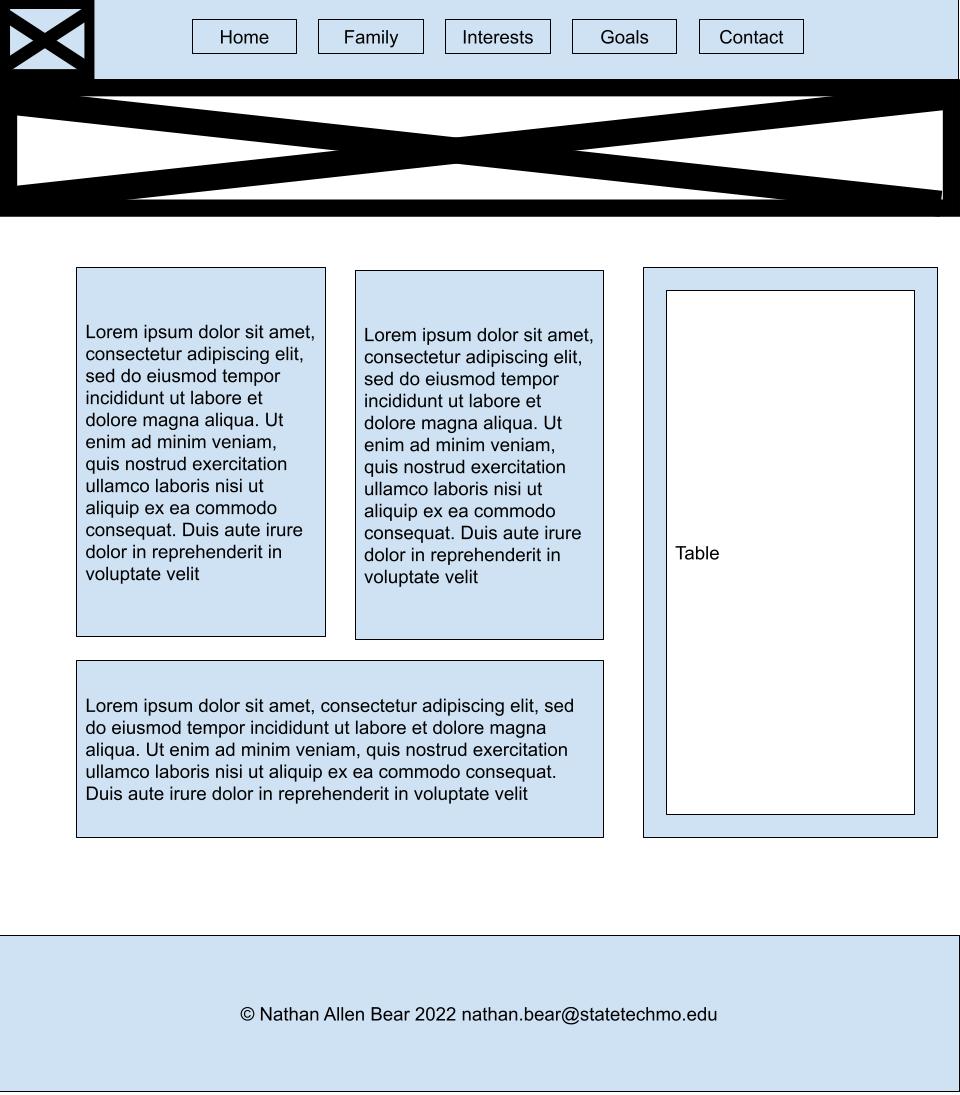 Home
Family
Interests
Goals
Contact
Lorem ipsum dolor sit amet,
consectetur adipiscing elit,
sed do eiusmod tempor
incididunt ut labore et
dolore magna aliqua. Ut
enim ad minim veniam,
quis nostrud exercitation
ullamco laboris nisi ut
aliquip ex ea commodo
consequat. Duis aute irure
dolor in reprehenderit in
voluptate velit
Lorem ipsum dolor sit amet,
consectetur adipiscing elit,
sed do eiusmod tempor
incididunt ut labore et
dolore magna aliqua. Ut
enim ad minim veniam,
quis nostrud exercitation
ullamco laboris nisi ut
aliquip ex ea commodo
consequat. Duis aute irure
dolor in reprehenderit in
voluptate velit
Table
Lorem ipsum dolor sit amet, consectetur adipiscing elit, sed
do eiusmod tempor incididunt ut labore et dolore magna
aliqua. Ut enim ad minim veniam, quis nostrud exercitation
ullamco laboris nisi ut aliquip ex ea commodo consequat.
Duis aute irure dolor in reprehenderit in voluptate velit
© Nathan Allen Bear 2022 nathan.bear@statetechmo.edu